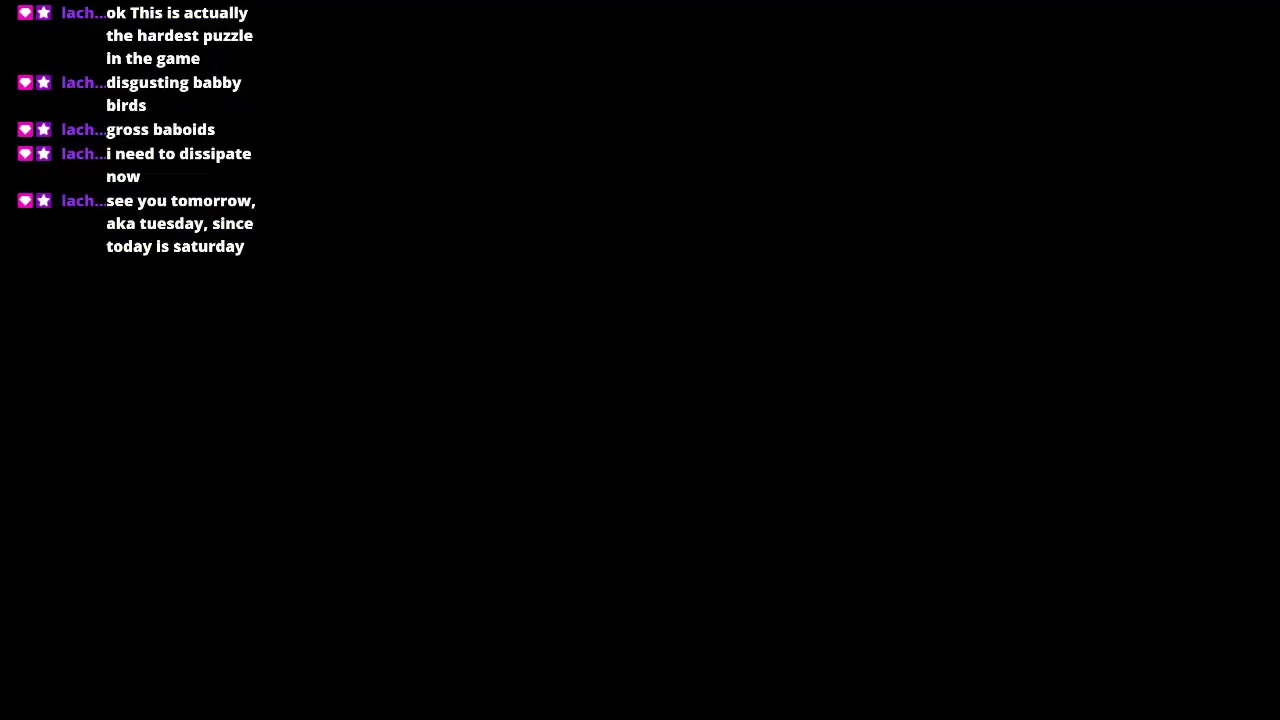 lach...ok This is actually
the hardest puzzle
in the game
lach...disgusting babby
birds
lach...gross baboids
lach...i need to dissipate
now
lach...see you tomorrow,
aka tuesday, since
today is saturday